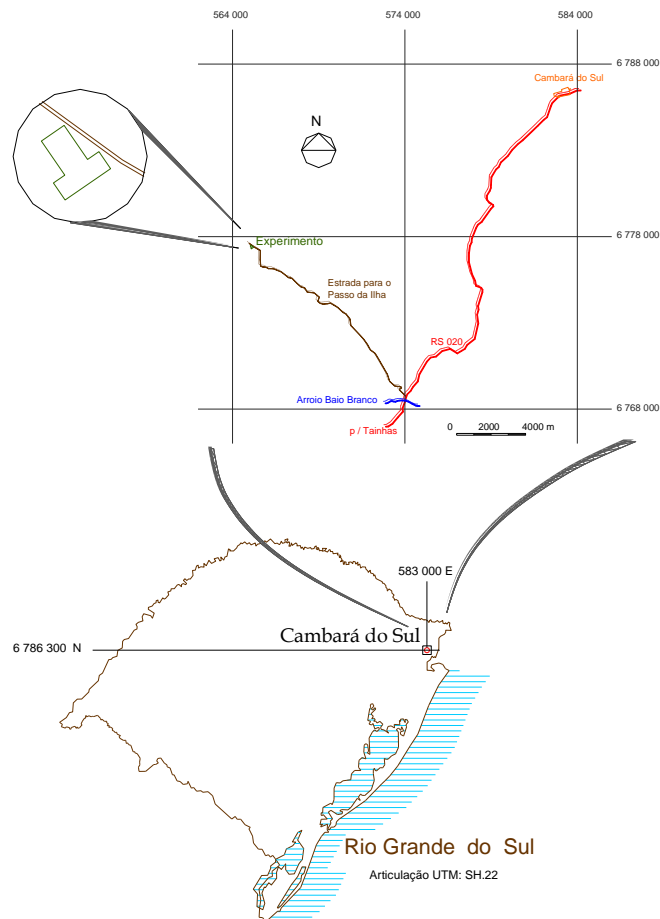 564 000
574 000
584 000
6 788 000
Cambará do Sul
N
6 778 000
Experimento
Estrada para o
Passo da Ilha
RS 020
Arroio Baio Branco
6 768 000
p / Tainhas
0 2000 4000 m
583 000 E
Cambará do Sul
6 786 300 N
Rio Grande do Sul
Articulação UTM: SH.22